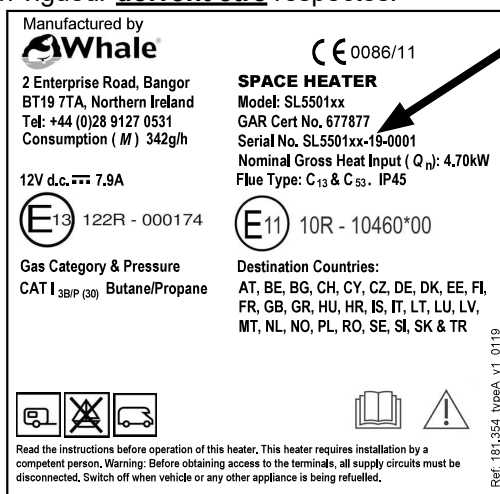 devront être respectés.
Manufactured by
Whale®
CE 0086/11
2 Enterprise Road, Bangor
BT19 7TA, Northern Ireland
Tel: +44 (0)28 9127 0531
Consumption ( M ) 342g/h
12V d.c. 7.9A
E13 122R - 000174
Gas Category & Pressure
CAT I 3B/P (30) Butane/Propane
SPACE HEATER
Model: SL5501xx
GAR Cert No. 677877
Serial No. SL5501xx-19-0001
Nominal Gross Heat Input ( Q n): 4.70kW
Flue Type: C13 & C53. IP45
E11 10R - 10460*00
Destination Countries:
AT, BE, BG, CH, CY, CZ, DE, DK, EE, FI,
FR, GB, GR, HU, HR, IS, IT, LT, LU, LV,
MT, NL, NO, PL, RO, SE, SI, SK & TR
Read the instructions before operation of this heater. This heater requires installation by a
competent person. Warning: Before obtaining access to the terminals, all supply circuits must be
disconnected. Switch off when vehicle or any other appliance is being refuelled.
Ref: 181.354_typeA_v1_0119